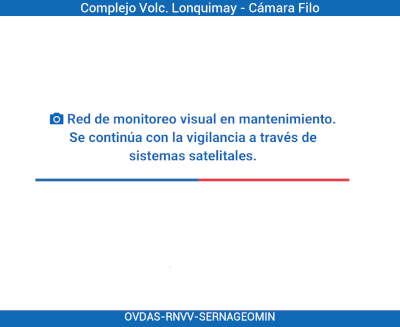 Complejo Volc. Lonquimay - Cámara Filo
Red de monitoreo visual en mantenimiento.
Se continúa con la vigilancia a través de
sistemas satelitales.
OVDAS-RNVV-SERNAGEOMIN